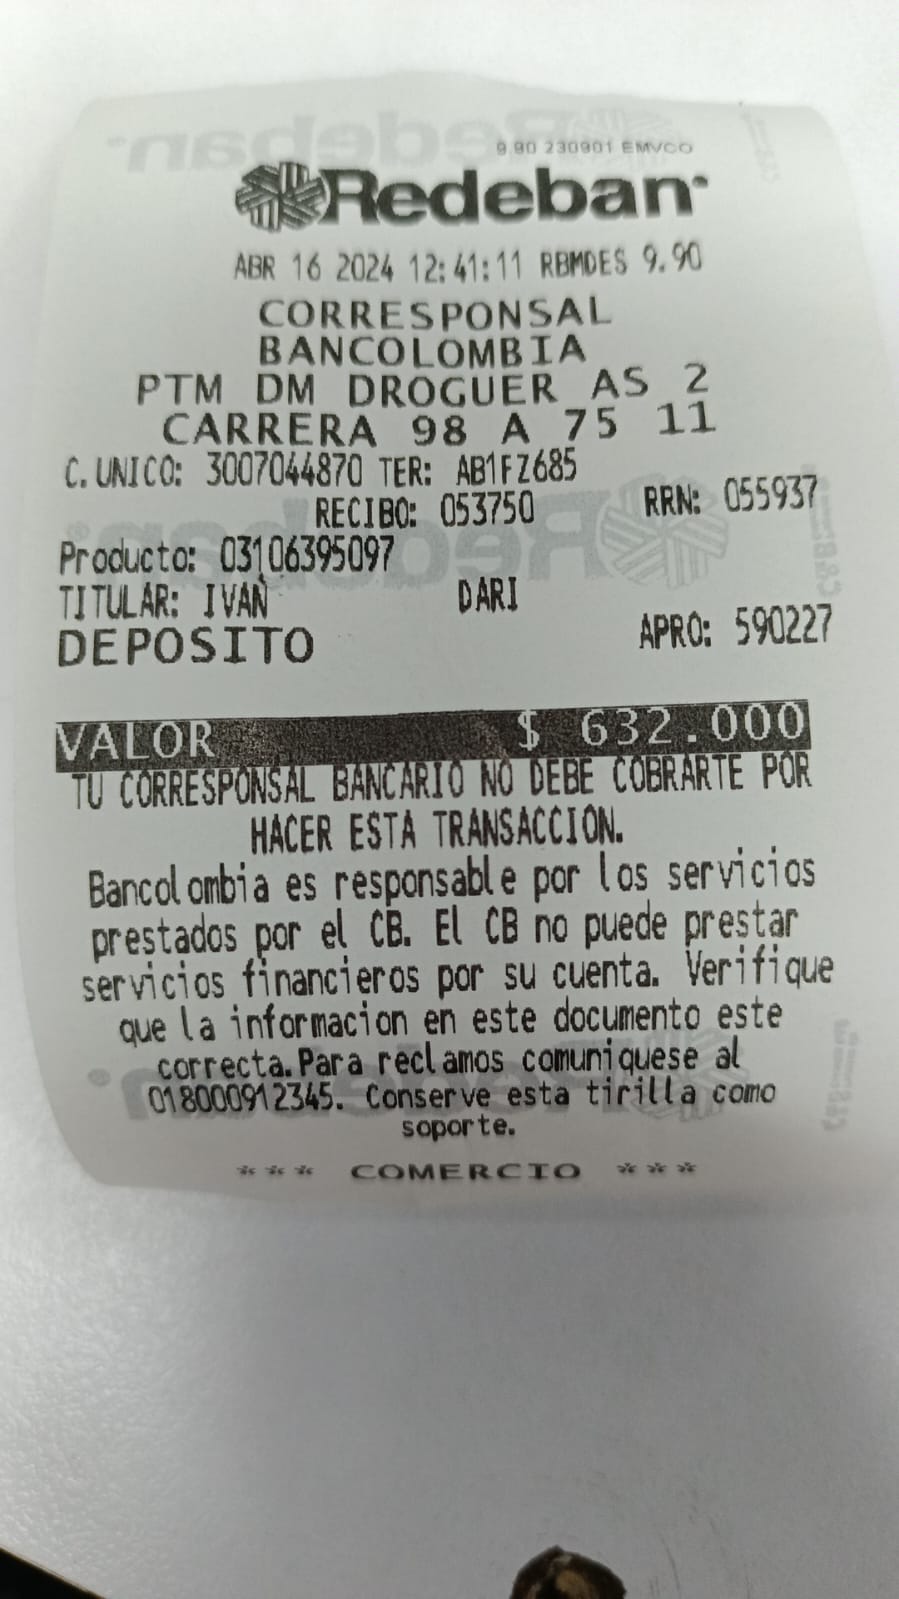 9.90 230901 EMVCO
Redeban
ABR 16 2024 12:41:11 RBMDES 9.90
CORRESPONSAL
BANCOLOMBIA
PTM DM DROGUER AS 2
CARRERA 98 A 75 11
C. UNICO: 3007044870 TER: AB1FZ685
RECIBO: 053750 RRN: 055937
Producto: 03106395097
TITULAR: IVAN DARI
DEPOSITO APRO: 590227
VALOR $ 632.000
TU CORRESPONSAL BANCARIO NO DEBE COBRARTE POR
HACER ESTA TRANSACCION.
Bancolombia es responsable por los servicios
prestados por el CB. El CB no puede prestar
servicios financieros por su cuenta. Verifique
que la informacion en este documento este
correcta. Para reclamos comuniquese al
018000912345. Conserve esta tirilla como
soporte.
*** COMERCIO ***